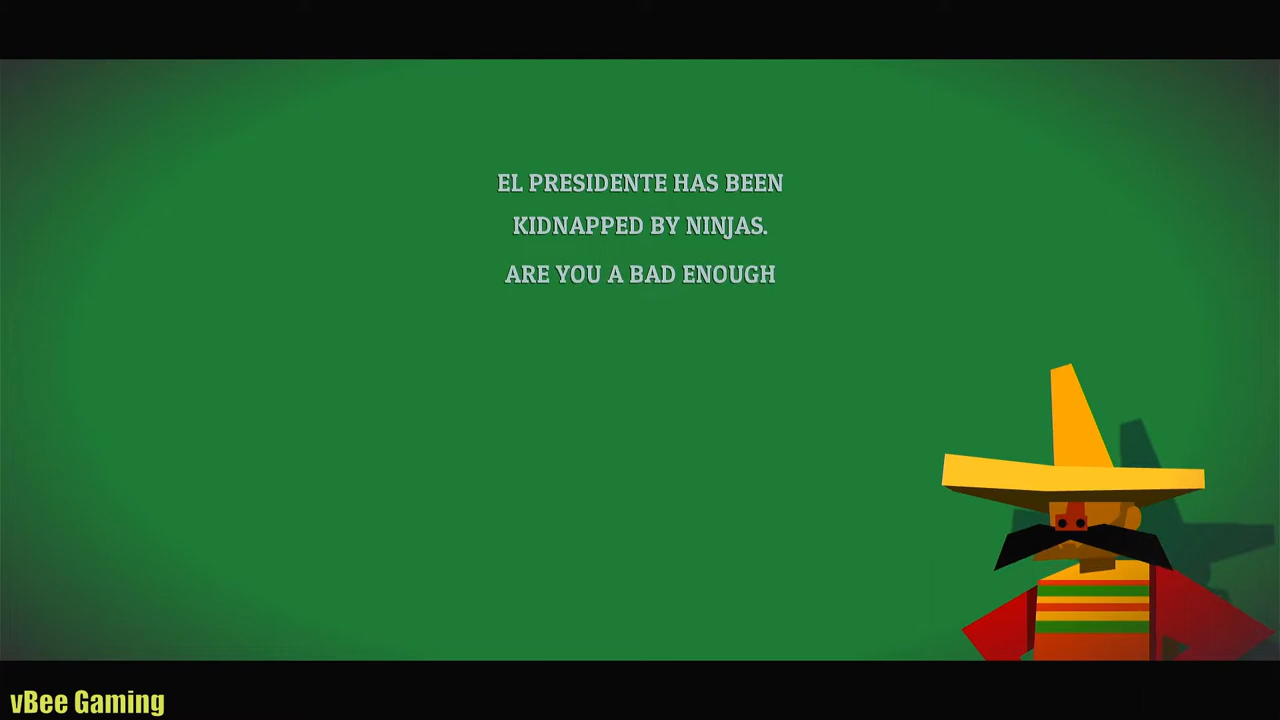 EL PRESIDENTE HAS BEEN
KIDNAPPED BY NINJAS.
ARE YOU A BAD ENOUGH
vBee Gaming